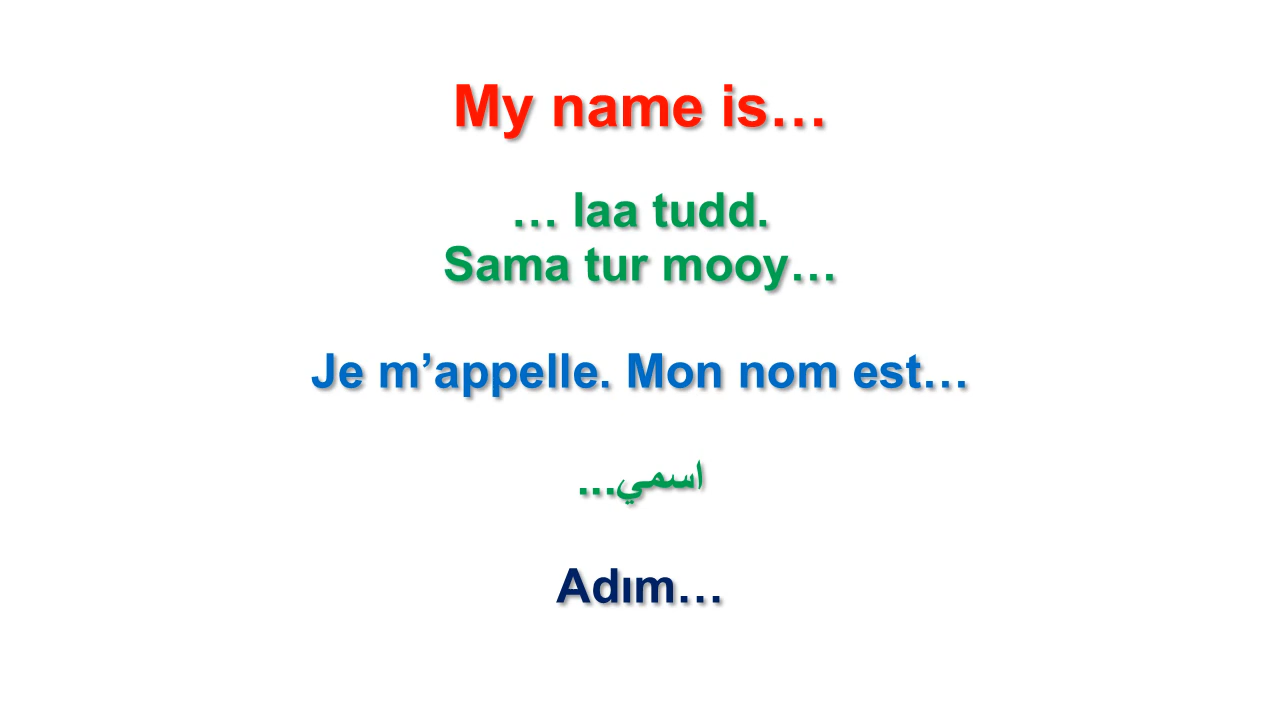 My name is…
… laa tudd.
Sama tur mooy…
Je m’appelle. Mon nom est…
اسمي...
Adım…